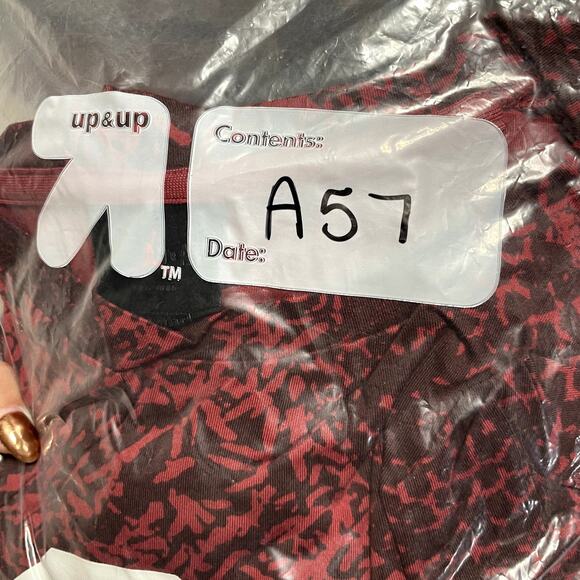 up&up
Contents:
A57
Date:
TM